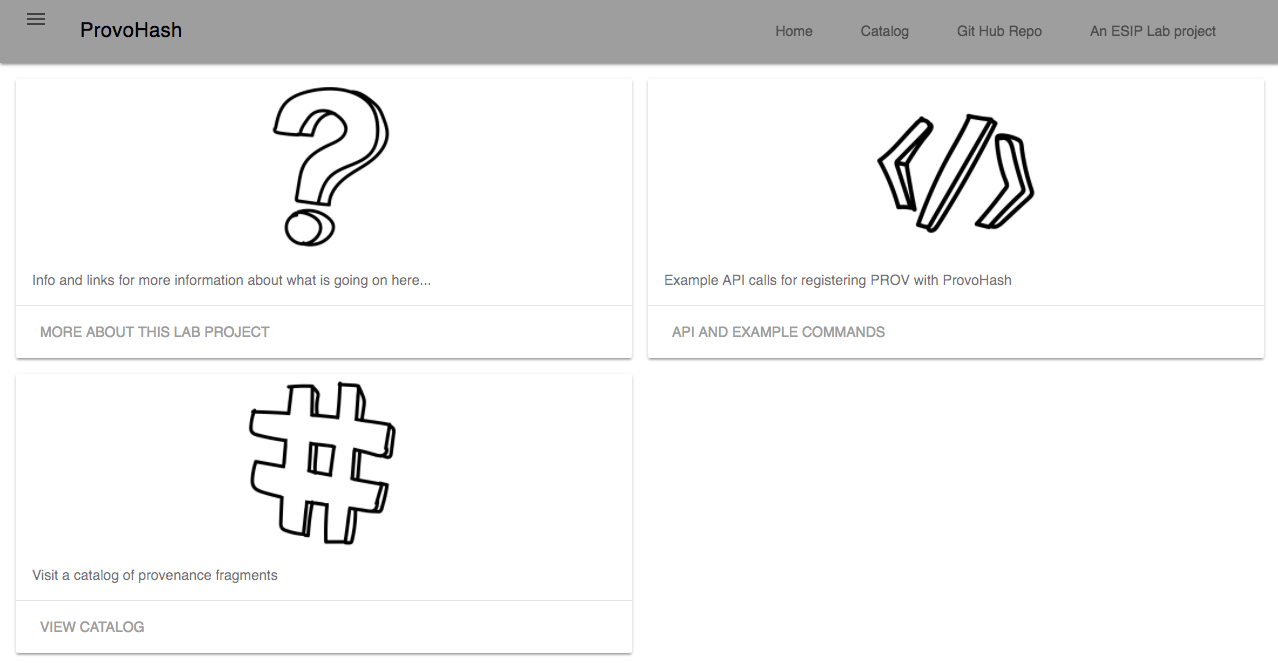 ProvoHash
Home
Catalog
Git Hub Repo
An ESIP Lab project
?
Info and links for more information about what is going on here...
MORE ABOUT THIS LAB PROJECT
</>
Example API calls for registering PROV with ProvoHash
API AND EXAMPLE COMMANDS
#
Visit a catalog of provenance fragments
VIEW CATALOG